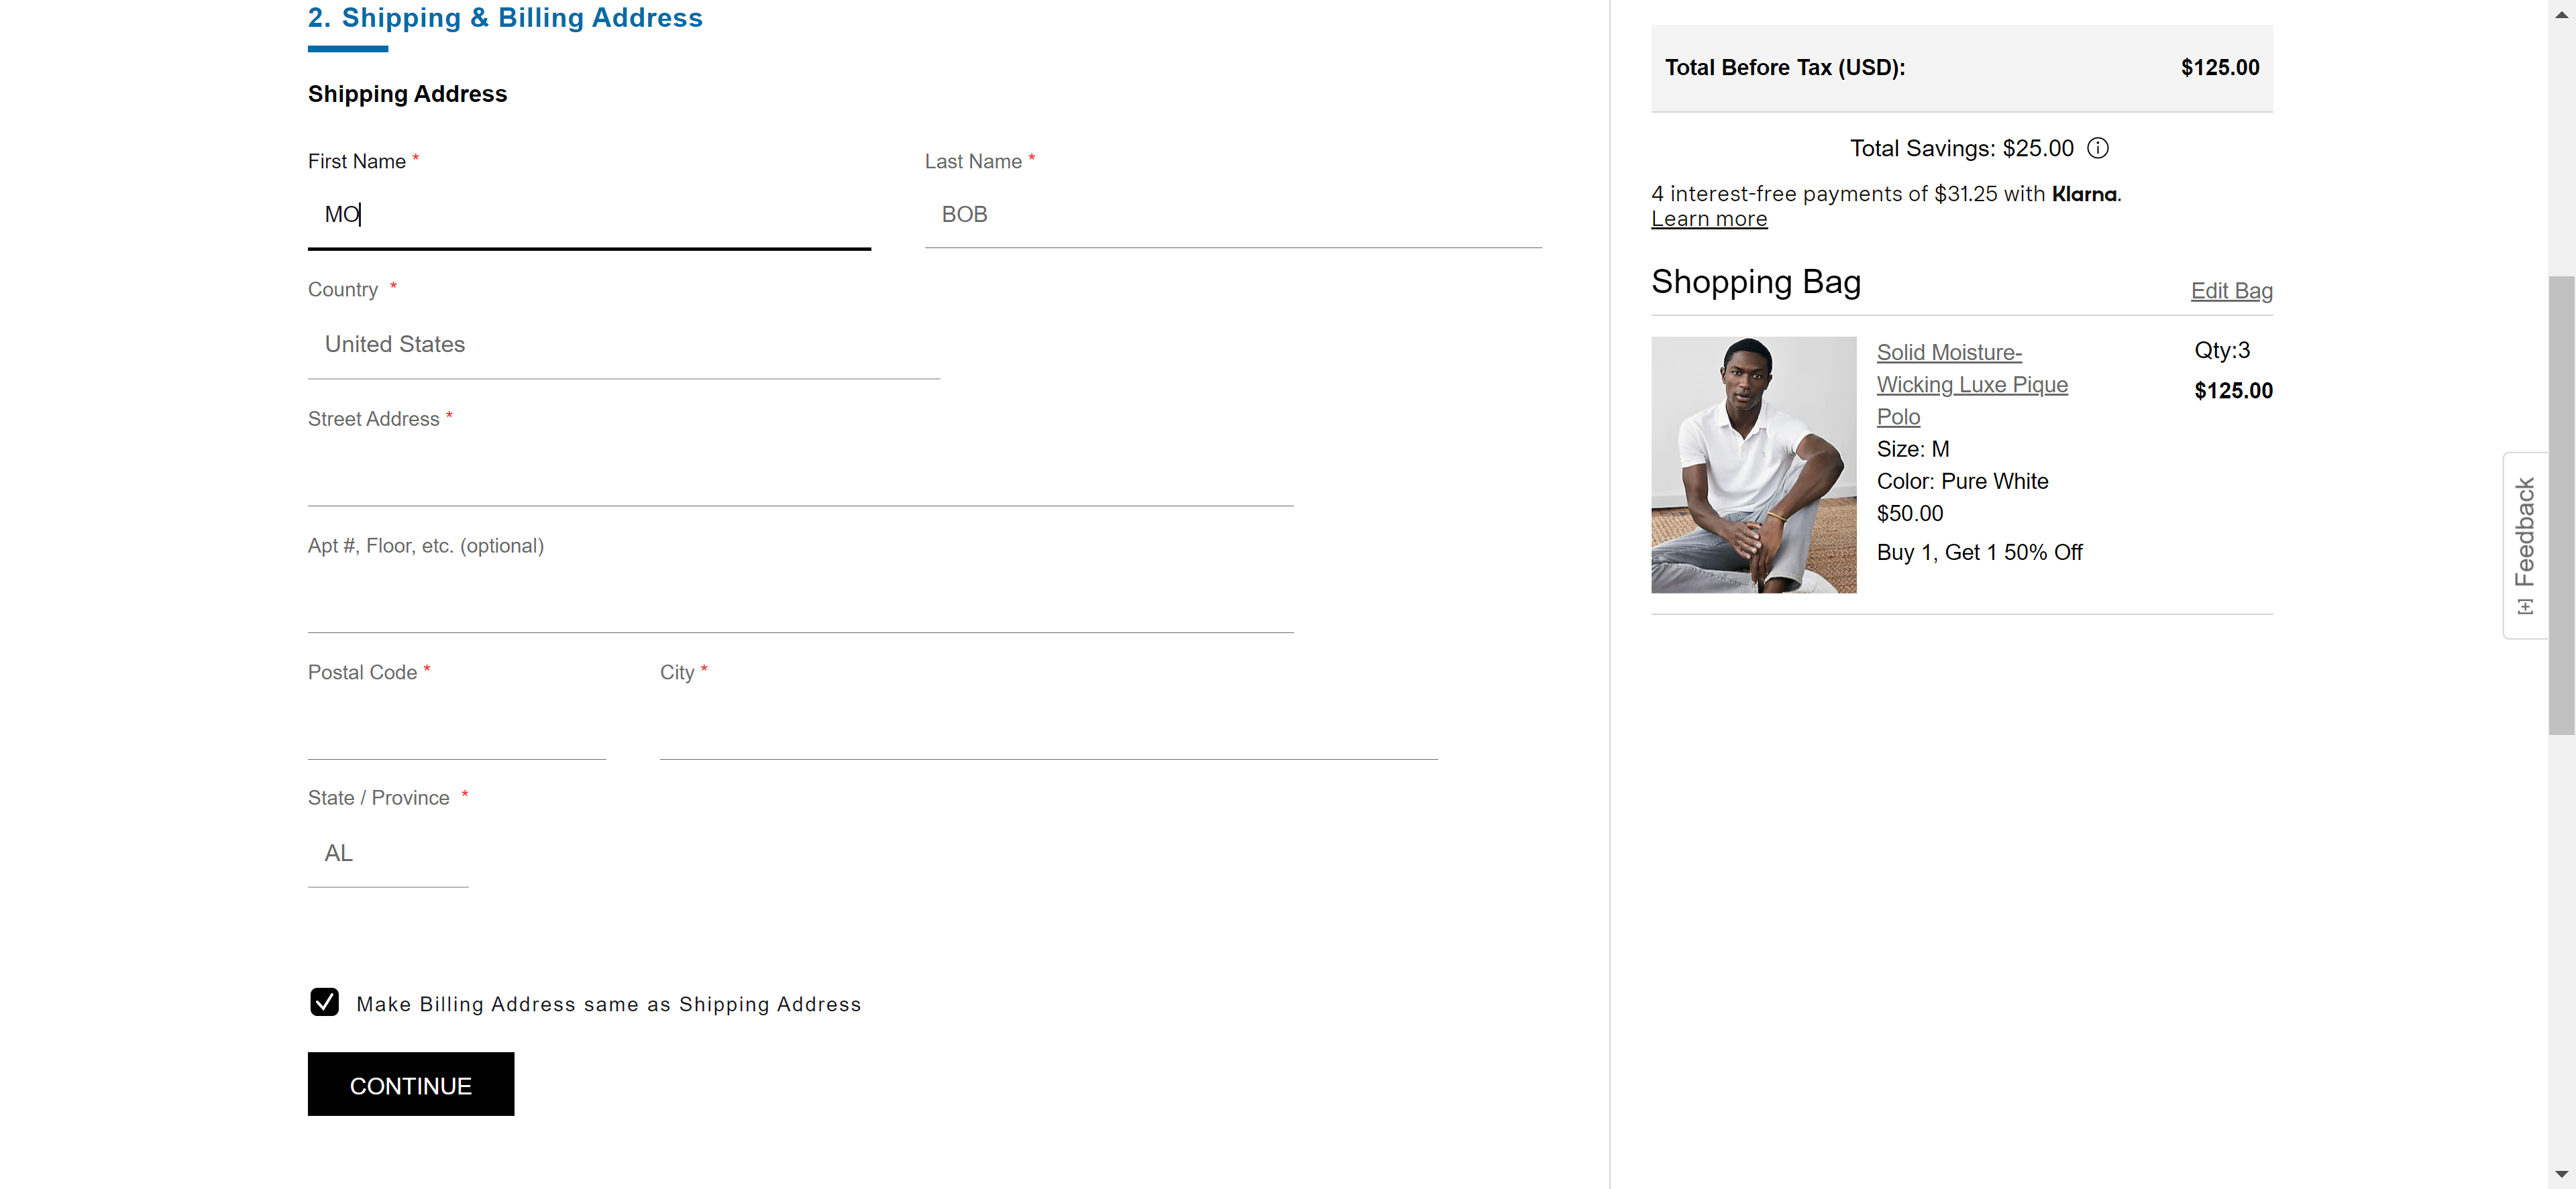 2. Shipping & Billing Address
Shipping Address
First Name *
Last Name *
MO
BOB
Country *
United States
Street Address *
Apt #, Floor, etc. (optional)
Postal Code *
City *
State / Province *
AL
Make Billing Address same as Shipping Address
CONTINUE
Total Before Tax (USD):
$125.00
Total Savings: $25.00
4 interest-free payments of $31.25 with Klarna.
Learn more
Shopping Bag
Edit Bag
Solid Moisture-
Wicking Luxe Pique
Polo
Size: M
Color: Pure White
$50.00
Buy 1, Get 1 50% Off
Qty:3
$125.00
[+] Feedback